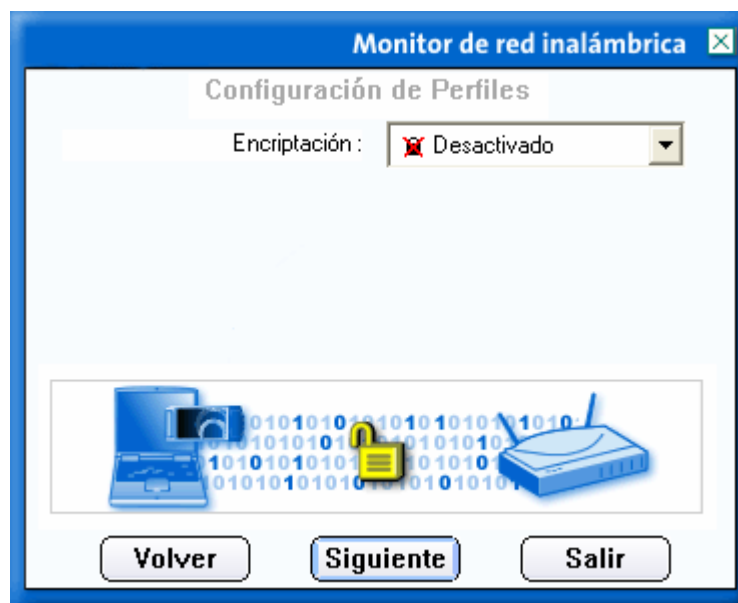 Monitor de red inalámbrica
Configuración de Perfiles
Encriptación :
Desactivado
Volver
Siguiente
Salir